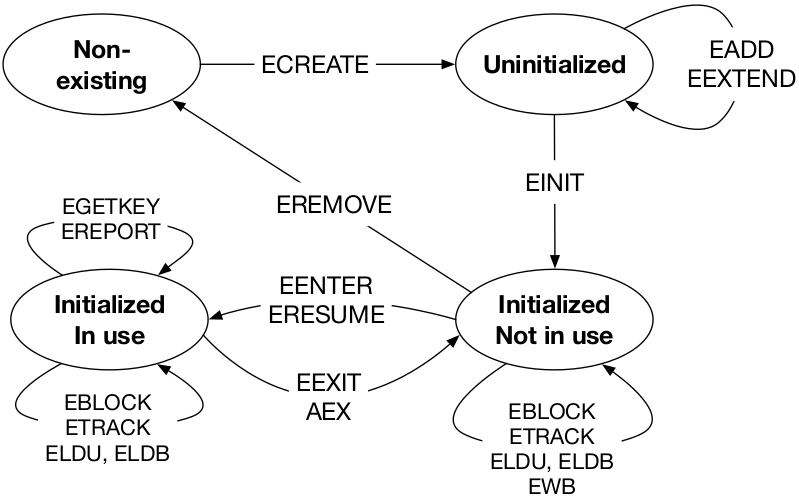 Non-
existing
ECREATE
Uninitialized
EADD
EEXTEND
EINIT
EREMOVE
EGETKEY
EREPORT
Initialized
In use
EENTER
ERESUME
Initialized
Not in use
EEXIT
AEX
EBLOCK
ETRACK
ELDU, ELDB
EBLOCK
ETRACK
ELDU, ELDB
EWB